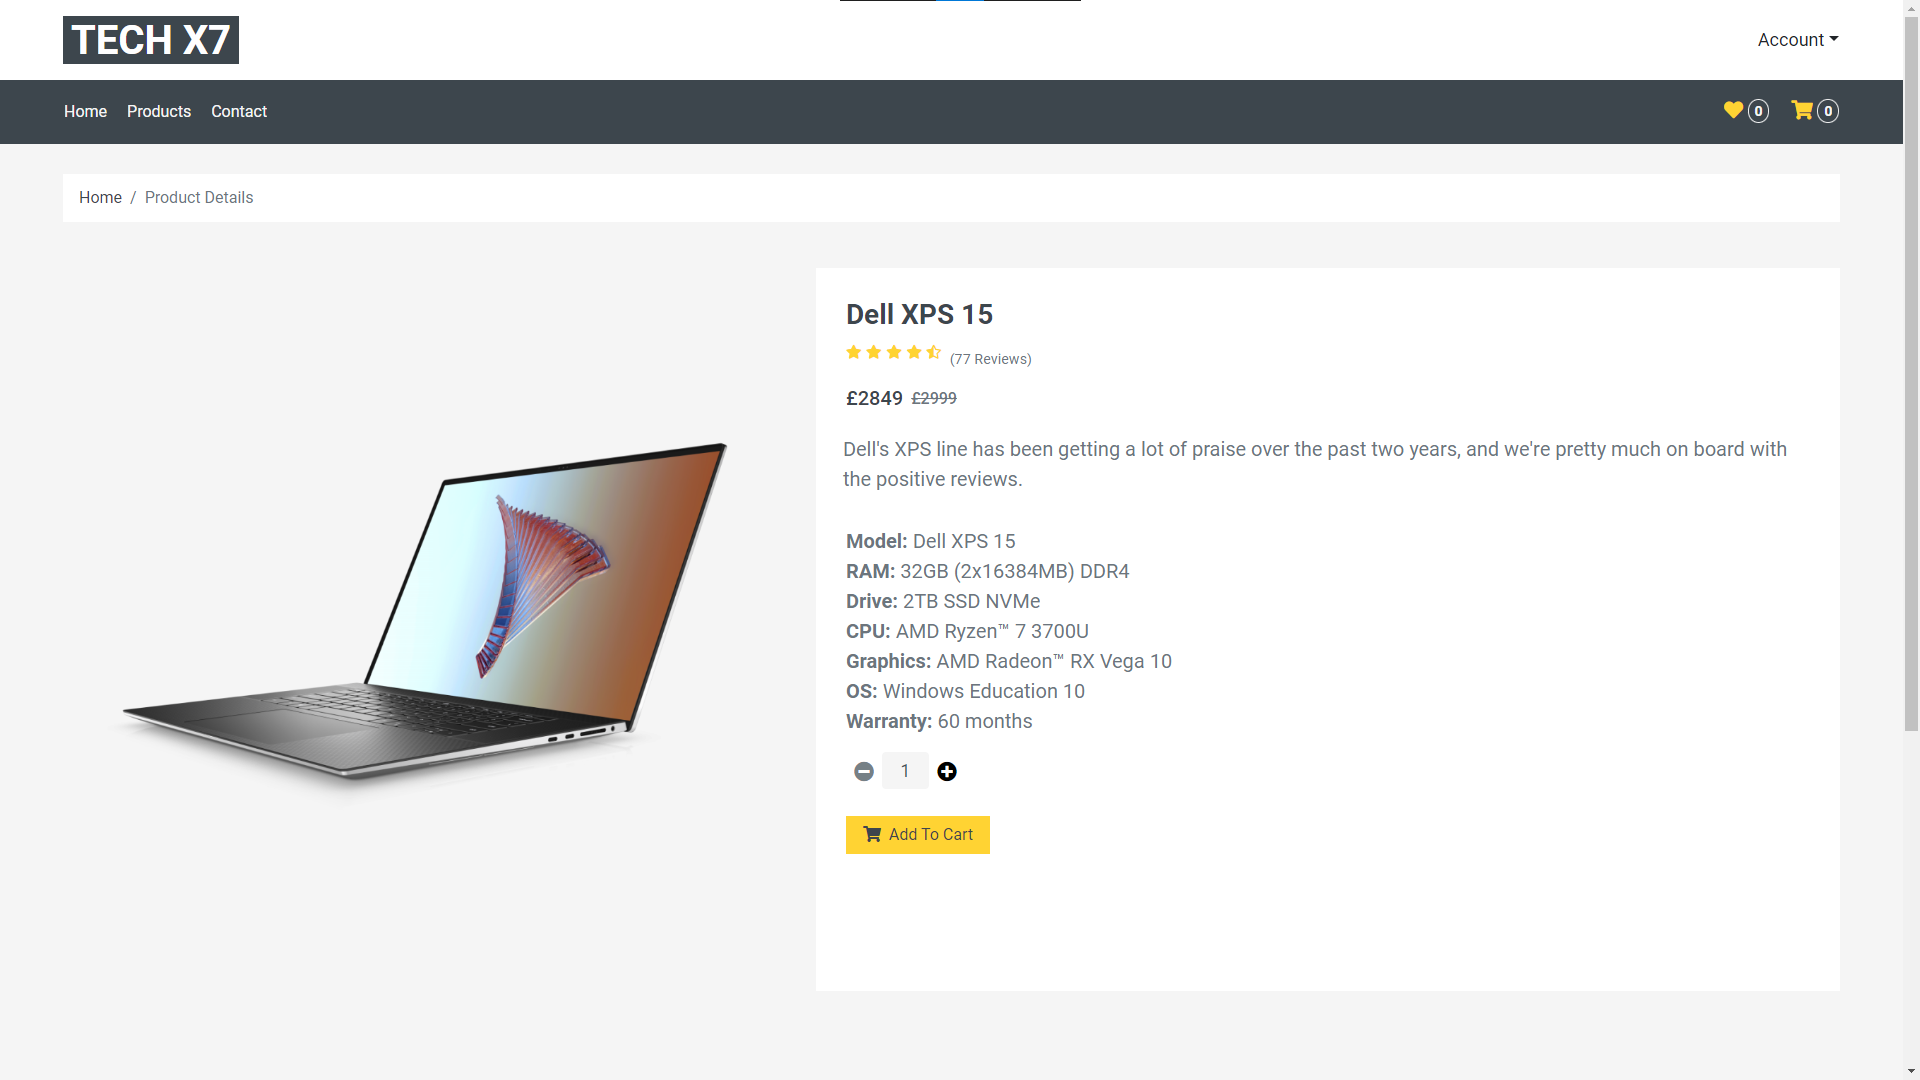 TECH X7
Account
Home Products Contact 0 0
Home / Product Details
Dell XPS 15
(77 Reviews)
£2849 £2999
Dell's XPS line has been getting a lot of praise over the past two years, and we're pretty much on board with
the positive reviews.
Model: Dell XPS 15
RAM: 32GB (2x16384MB) DDR4
Drive: 2TB SSD NVMe
CPU: AMD Ryzen™ 7 3700U
Graphics: AMD Radeon™ RX Vega 10
OS: Windows Education 10
Warranty: 60 months
1
Add To Cart